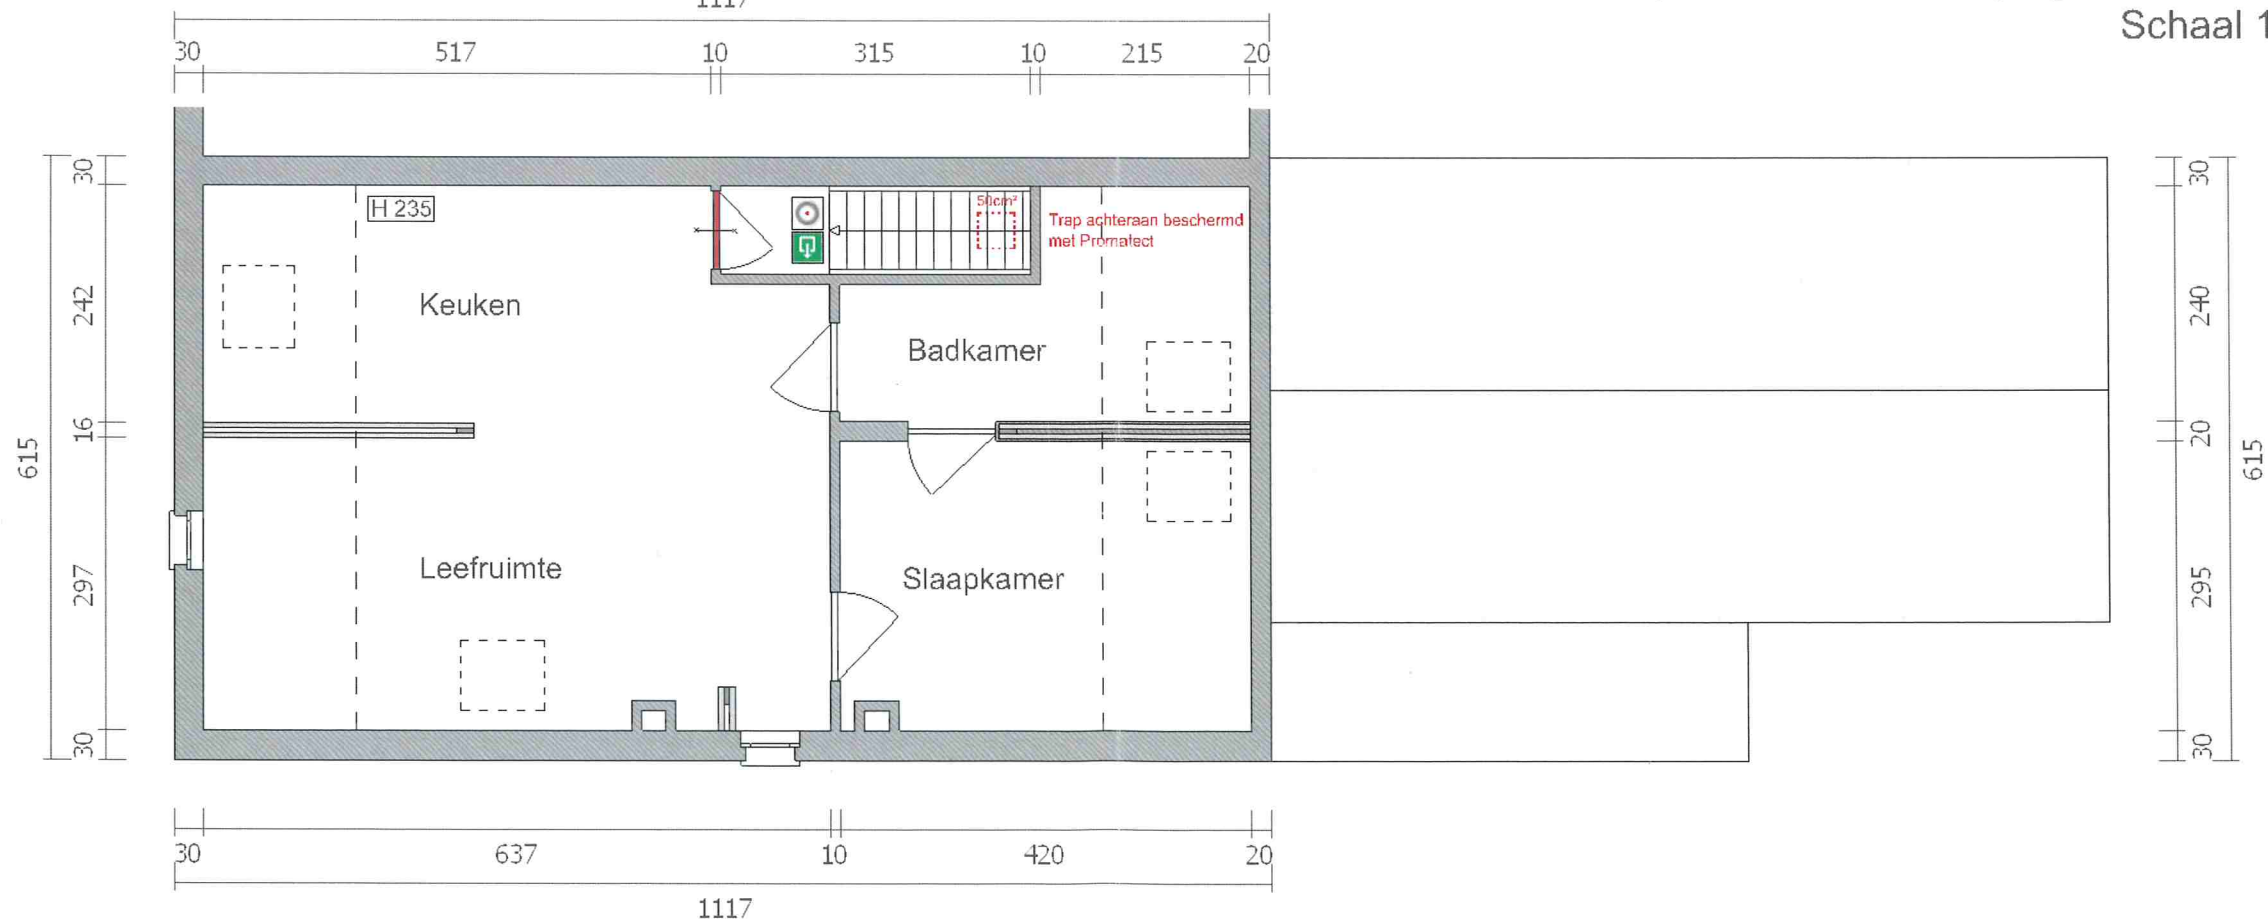 1117
Schaal 1
30 517 10 315 10 215 20
H 235
50cm²
Trap achteraan beschermd
met Promatect
30
242
16
297
30
615
Keuken
Badkamer
Leefruimte
Slaapkamer
30
240
20
295
30
615
30 637 10 420 20
1117